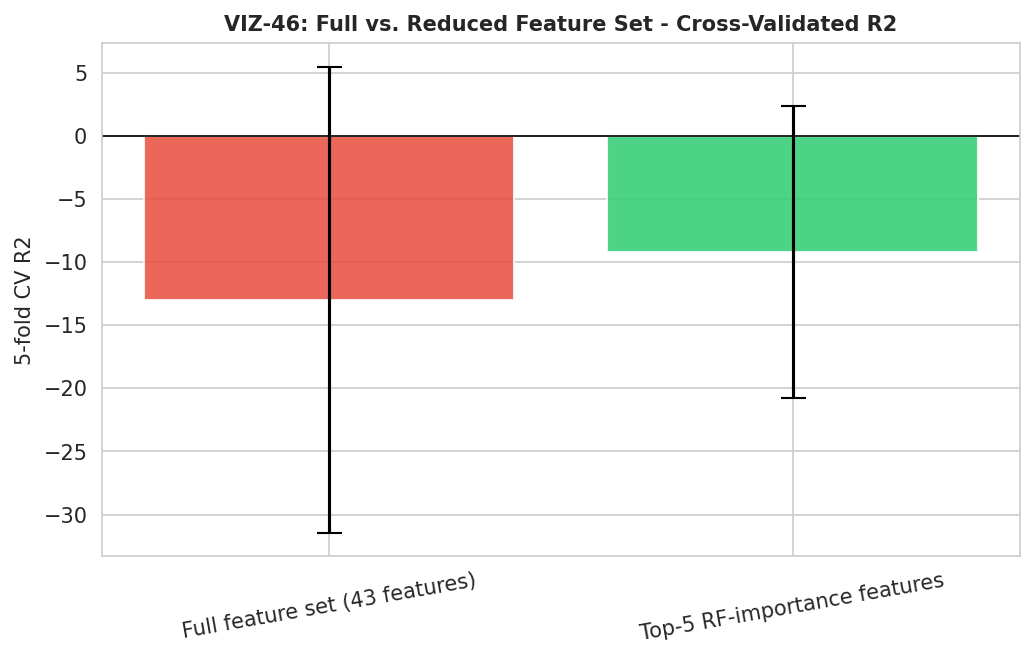 VIZ-46: Full vs. Reduced Feature Set - Cross-Validated R2
5-fold CV R2
5
0
−5
−10
−15
−20
−25
−30
Full feature set (43 features)
Top-5 RF-importance features